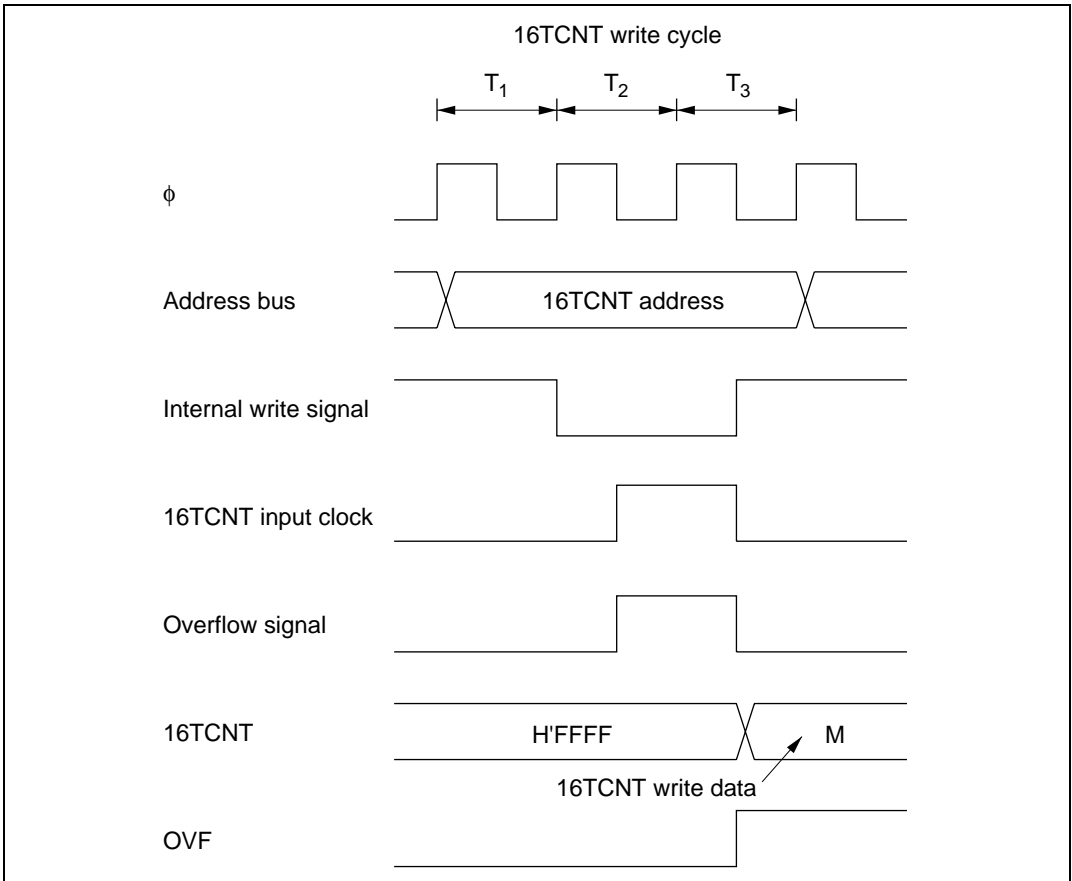 16TCNT write cycle
T1 T2 T3
φ
Address bus
16TCNT address
Internal write signal
16TCNT input clock
Overflow signal
16TCNT
H'FFFF
M
16TCNT write data
OVF